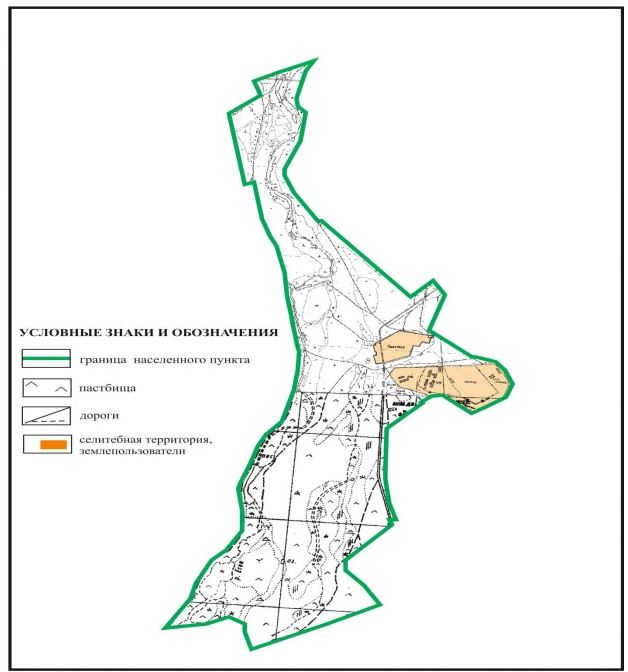 УСЛОВНЫЕ ЗНАКИ И ОБОЗНАЧЕНИЯ
граница населенного пункта
пастбища
дороги
селитебная территория,
землепользователи